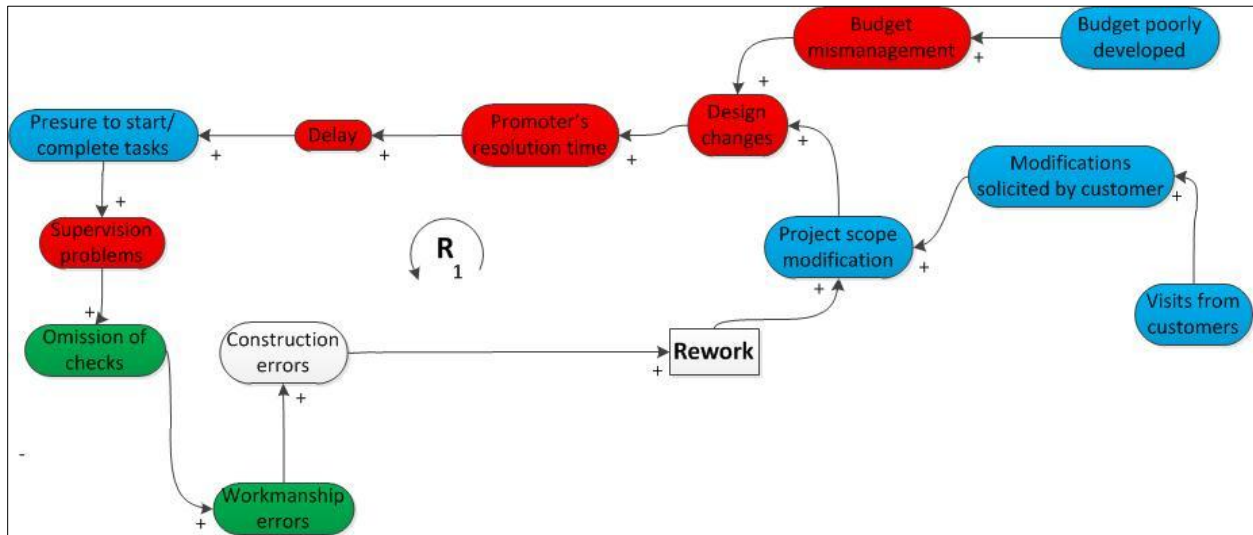 Budget
mismanagement
+
Budget poorly
developed
+
Presure to start/
complete tasks
+
Delay
+
Promoter's
resolution time
+
Design
changes
+
+
Modifications
solicited by customer
+
+
Supervision
problems
R
1
Project scope
modification
+
+
+
Omission of
checks
Construction
errors
+
Rework
+
Visits from
customers
-
Workmanship
errors
+